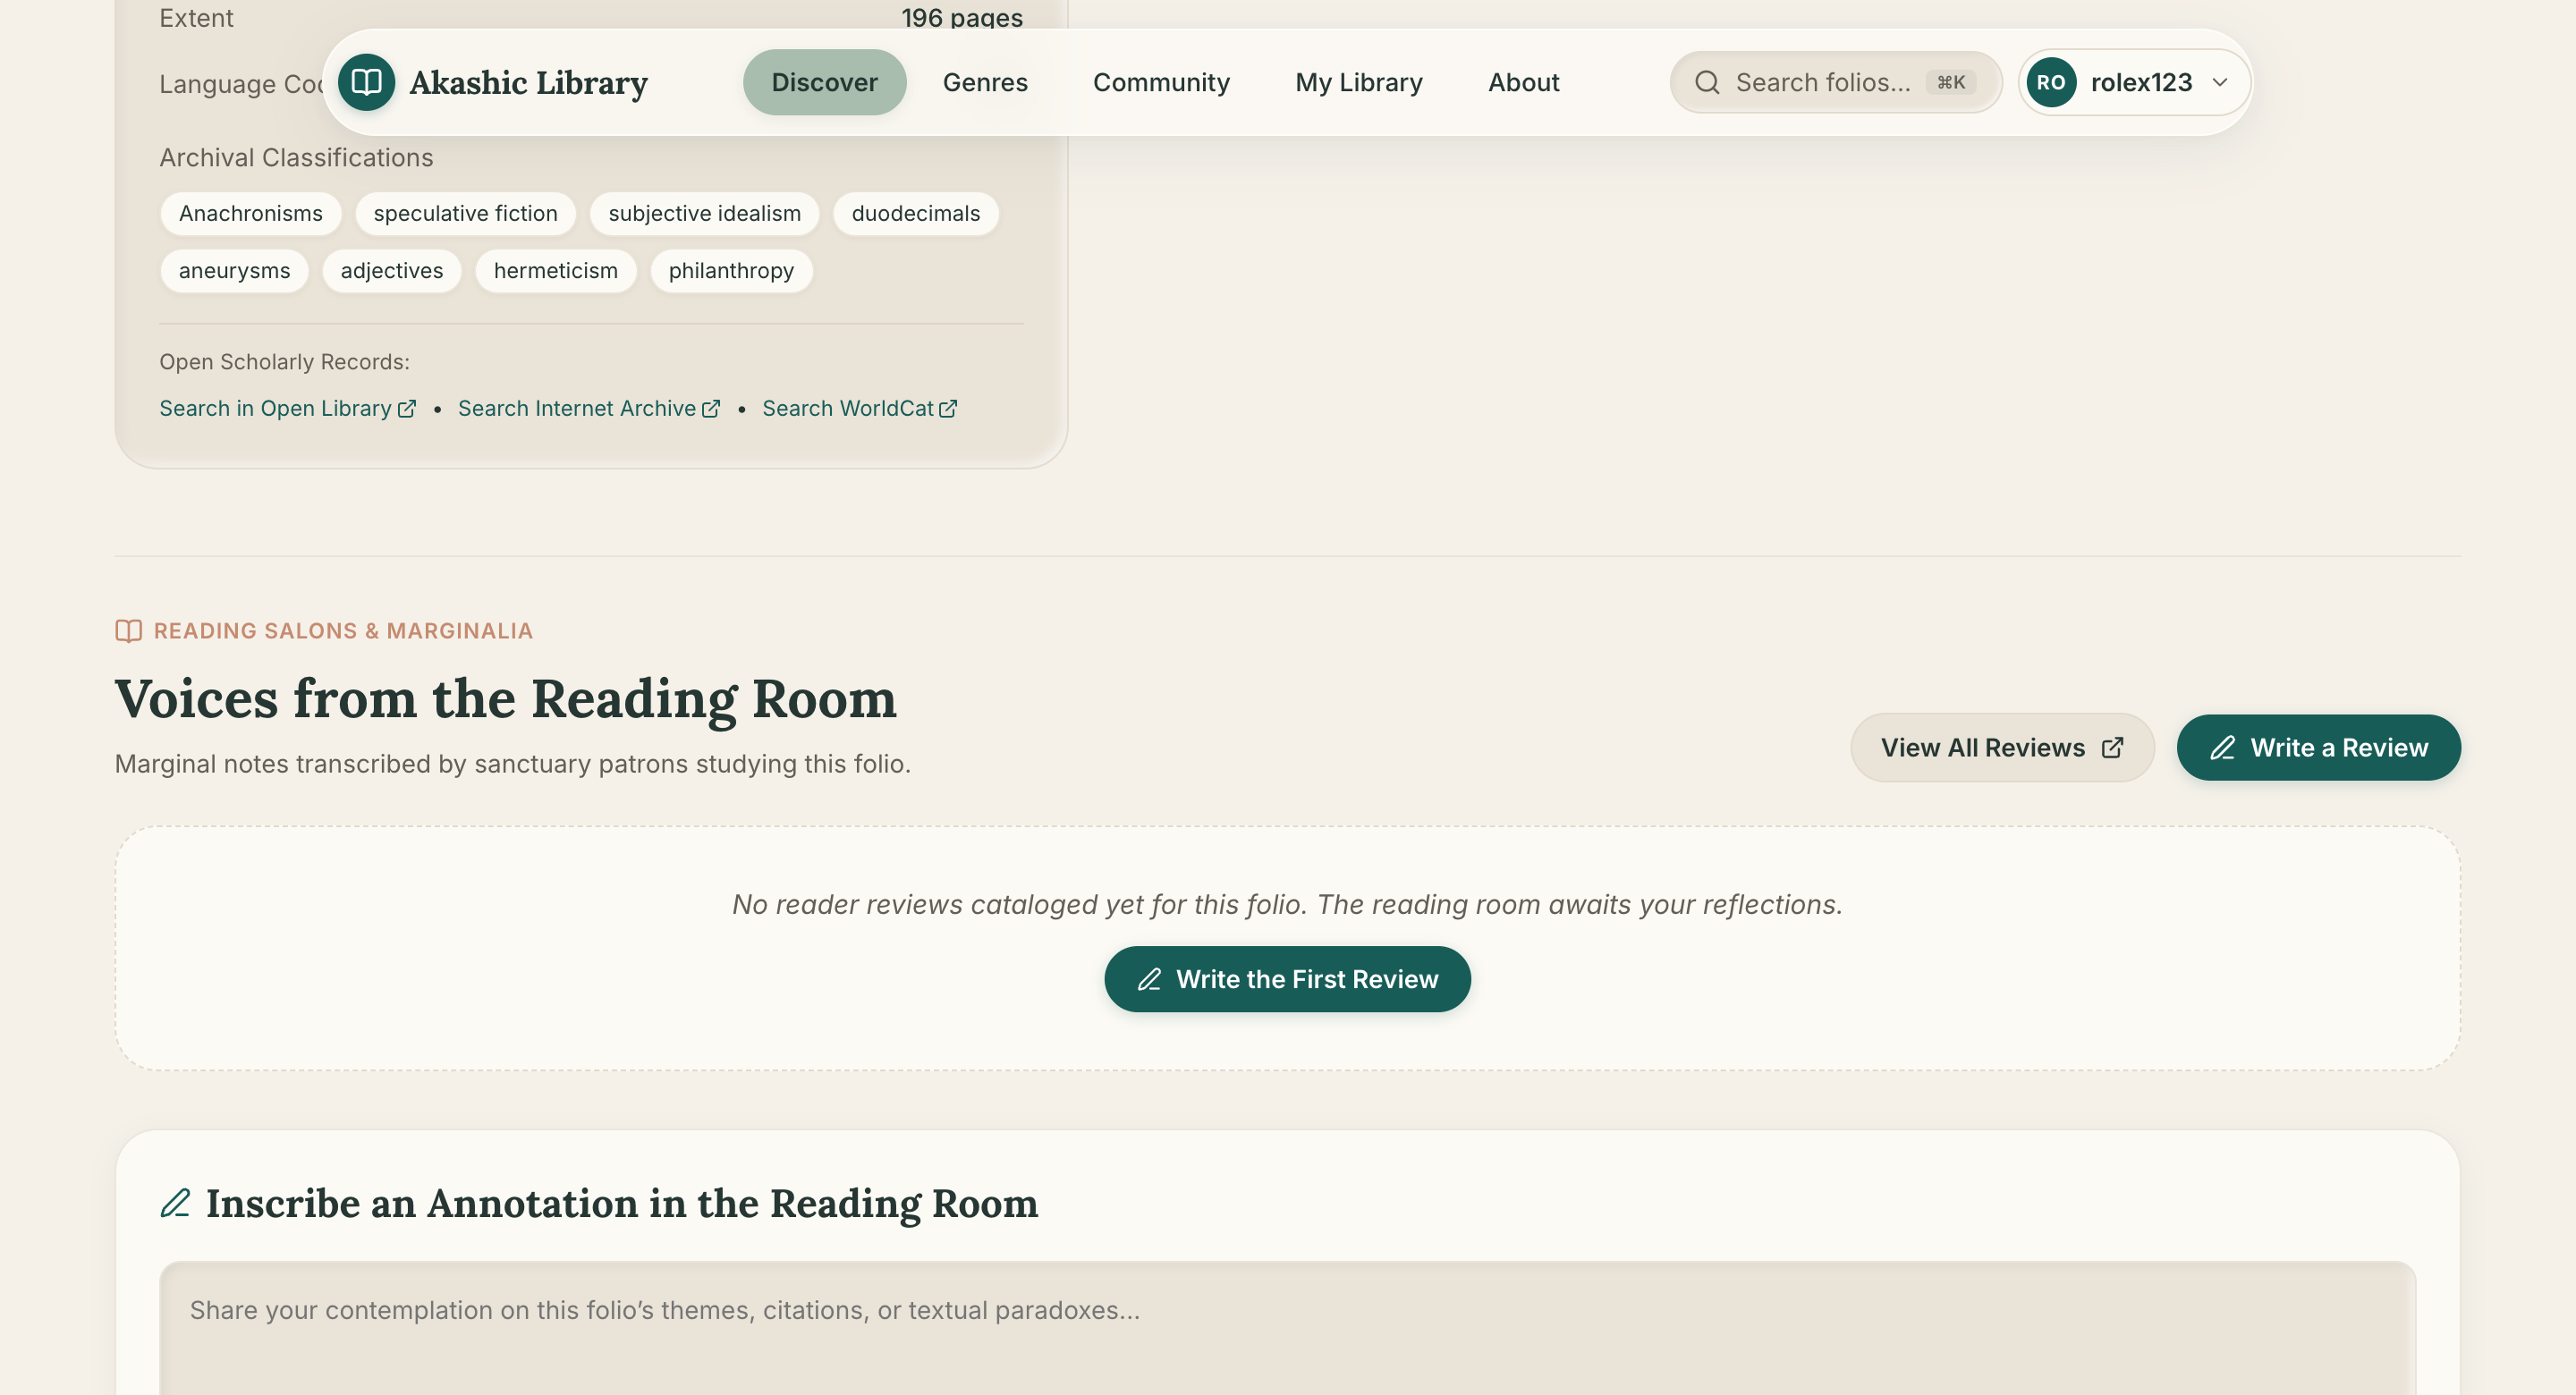 Extent 196 pages
Language Co
Akashic Library Discover Genres Community My Library About Search folios... ⌘K RO rolex123
Archival Classifications
Anachronisms speculative fiction subjective idealism duodecimals
aneurysms adjectives hermeticism philanthropy
Open Scholarly Records:
Search in Open Library • Search Internet Archive • Search WorldCat
READING SALONS & MARGINALIA
Voices from the Reading Room
Marginal notes transcribed by sanctuary patrons studying this folio.
View All Reviews Write a Review
No reader reviews cataloged yet for this folio. The reading room awaits your reflections.
Write the First Review
Inscribe an Annotation in the Reading Room
Share your contemplation on this folio’s themes, citations, or textual paradoxes...